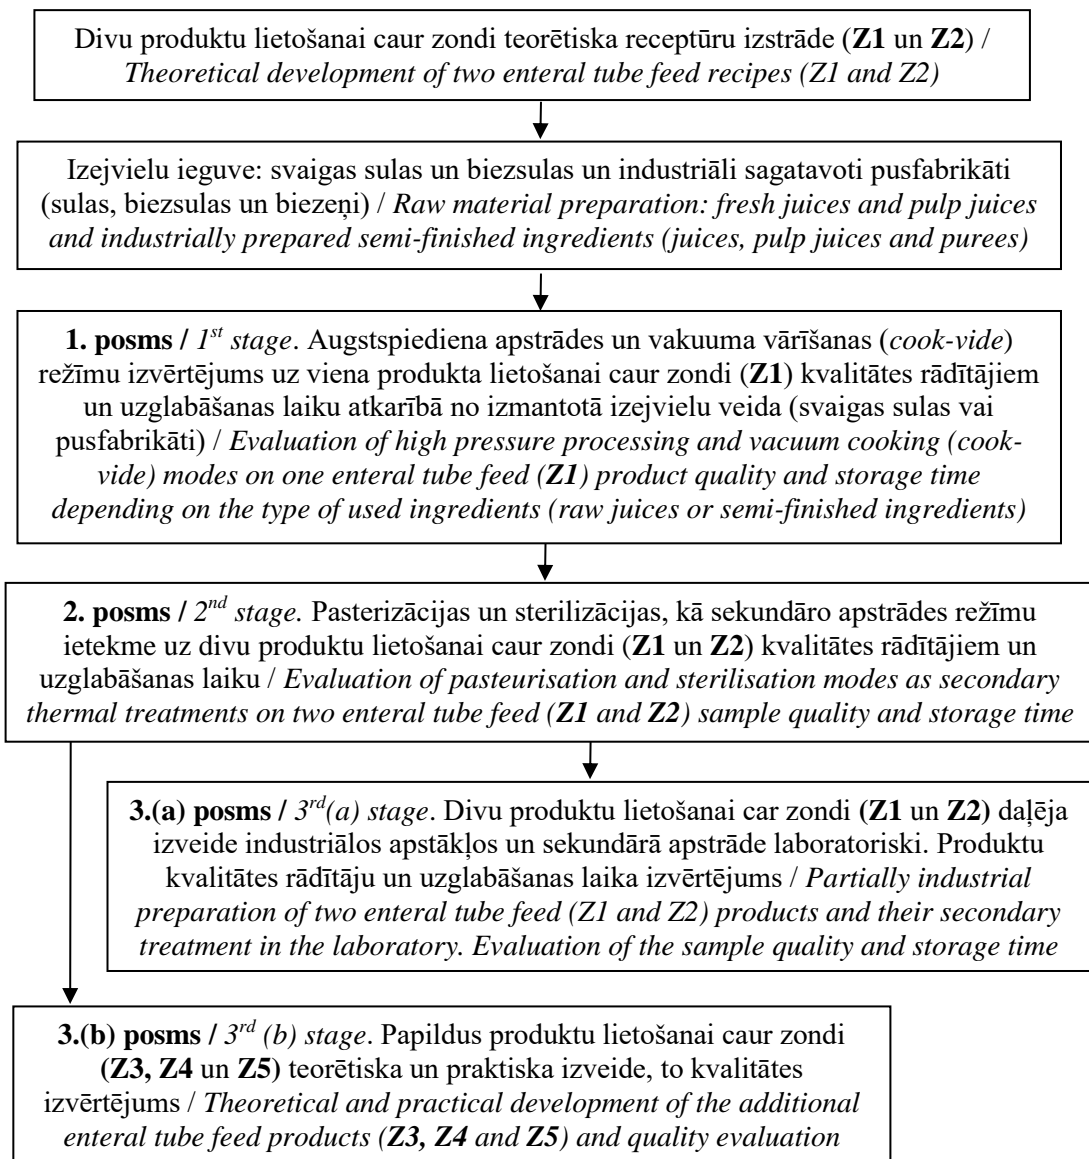 Divu produktu lietošanai caur zondi teorētiska receptūru izstrāde (Z1 un Z2) /
Theoretical development of two enteral tube feed recipes (Z1 and Z2)
Izejvielu ieguve: svaigas sulas un biezsulas un industriāli sagatavoti pusfabrikāti
(sulas, biezsulas un biezeņi) / Raw material preparation: fresh juices and pulp juices
and industrially prepared semi-finished ingredients (juices, pulp juices and purees)
1. posms / 1st stage. Augstspiediena apstrādes un vakuuma vārīšanas (cook-vide)
režīmu izvērtējums uz viena produkta lietošanai caur zondi (Z1) kvalitātes rādītājiem
un uzglabāšanas laiku atkarībā no izmantotā izejvielu veida (svaigas sulas vai
pusfabrikāti) / Evaluation of high pressure processing and vacuum cooking (cook-
vide) modes on one enteral tube feed (Z1) product quality and storage time
depending on the type of used ingredients (raw juices or semi-finished ingredients)
2. posms / 2nd stage. Pasterizācijas un sterilizācijas, kā sekundāro apstrādes režīmu
ietekme uz divu produktu lietošanai caur zondi (Z1 un Z2) kvalitātes rādītājiem un
uzglabāšanas laiku / Evaluation of pasteurisation and sterilisation modes as secondary
thermal treatments on two enteral tube feed (Z1 and Z2) sample quality and storage time
3.(a) posms / 3rd(a) stage. Divu produktu lietošanai car zondi (Z1 un Z2) daļēja
izveide industriālos apstākļos un sekundārā apstrāde laboratoriski. Produktu
kvalitātes rādītāju un uzglabāšanas laika izvērtējums / Partially industrial
preparation of two enteral tube feed (Z1 and Z2) products and their secondary
treatment in the laboratory. Evaluation of the sample quality and storage time
3.(b) posms / 3rd (b) stage. Papildus produktu lietošanai caur zondi
(Z3, Z4 un Z5) teorētiska un praktiska izveide, to kvalitātes
izvērtējums / Theoretical and practical development of the additional
enteral tube feed products (Z3, Z4 and Z5) and quality evaluation